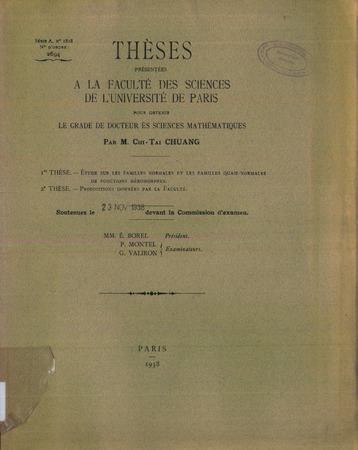 Série A, N° 1818
N° D'ORDRE:
2694
THÈSES
PRÉSENTÉES
A LA FACULTÉ DES SCIENCES
DE L'UNIVERSITÉ DE PARIS
POUR OBTENIR
LE GRADE DE DOCTEUR ÈS SCIENCES MATHÉMATIQUES
PAR M. CHI-TAI CHUANG
1re THÈSE. — ÉTUDE SUR LES FAMILLES NORMALES ET LES FAMILLES QUASI-NORMALES
DE FONCTIONS MÉROMORPHES.
2e THÈSE. — PROPOSITIONS DONNÉES PAR LA FACULTÉ.
Soutenues le 23 NOV 1938 devant la Commission d'examen.
MM. É. BOREL Président.
P. MONTEL
G. VALIRON
Examinateurs.
PARIS
1938